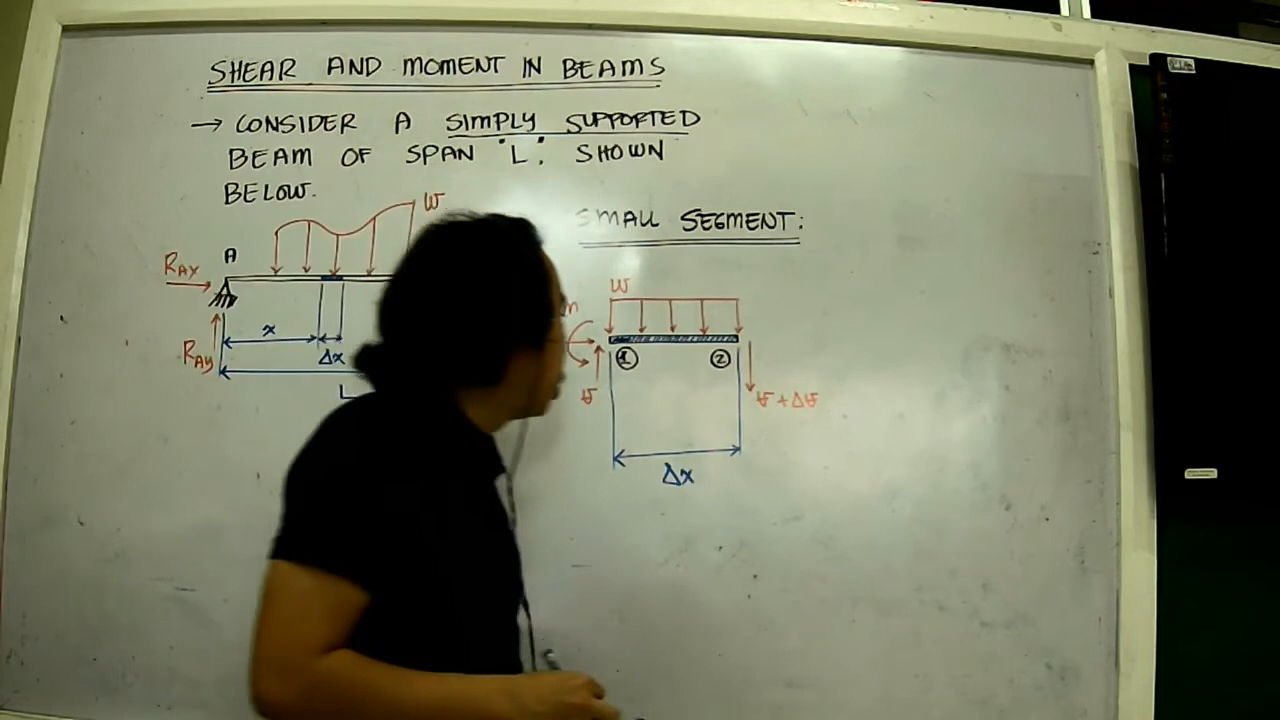 SHEAR AND MOMENT IN BEAMS
→ CONSIDER A SIMPLY SUPPORTED
BEAM OF SPAN "L". SHOWN
BELOW.
SMALL SEGMENT:
W
A
RAX
x
Δx
RAY
L
W
m
1
2
V
V + ΔV
Δx